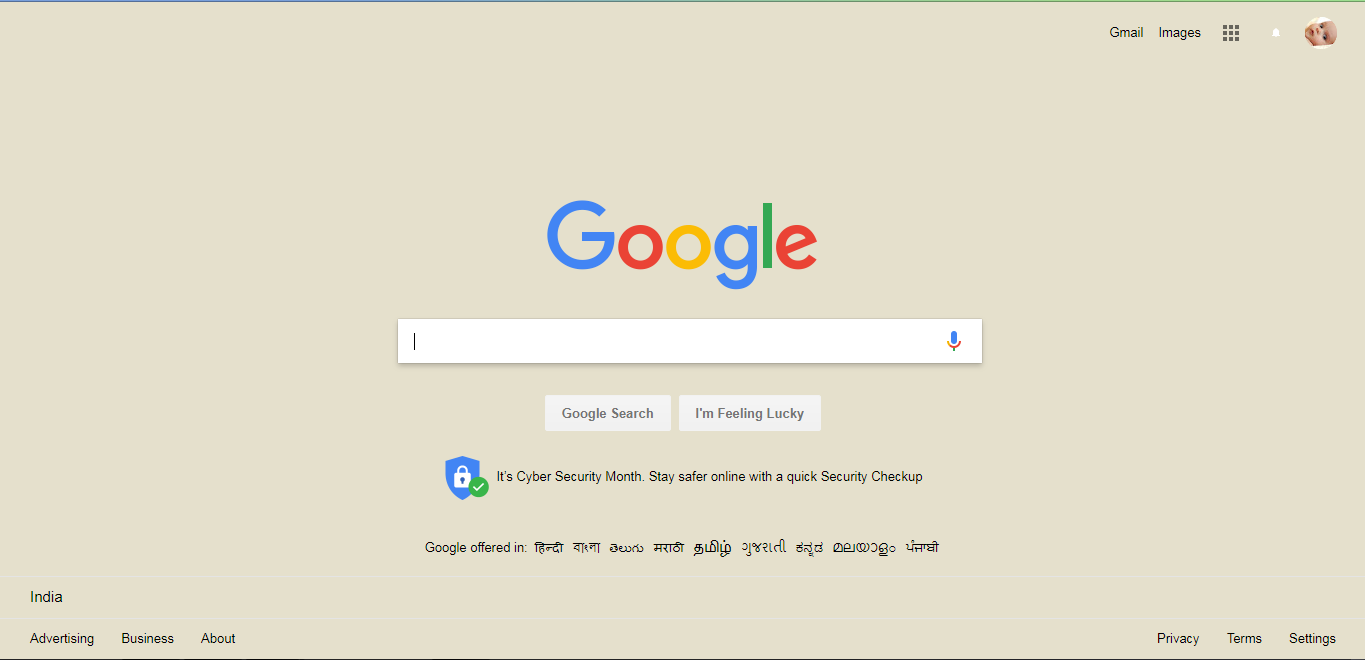 Gmail Images
Google
Google Search I'm Feeling Lucky
It's Cyber Security Month. Stay safer online with a quick Security Checkup
Google offered in: हिन्दी বাংলা తెలుగు मराठी தமிழ் ગુજરાતી ಕನ್ನಡ മലയാളം ਪੰਜਾਬੀ
India
Advertising Business About Privacy Terms Settings